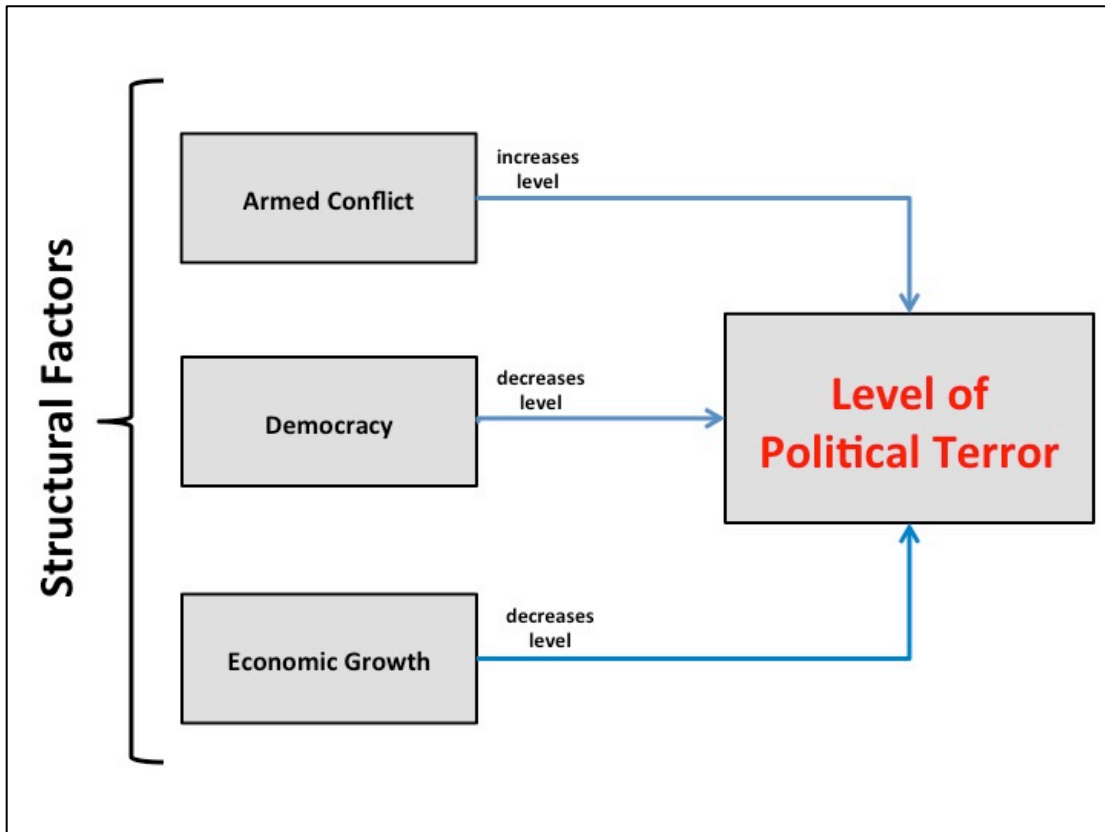 Structural Factors
Armed Conflict
increases
level
Democracy
decreases
level
Economic Growth
decreases
level
Level of
Political Terror